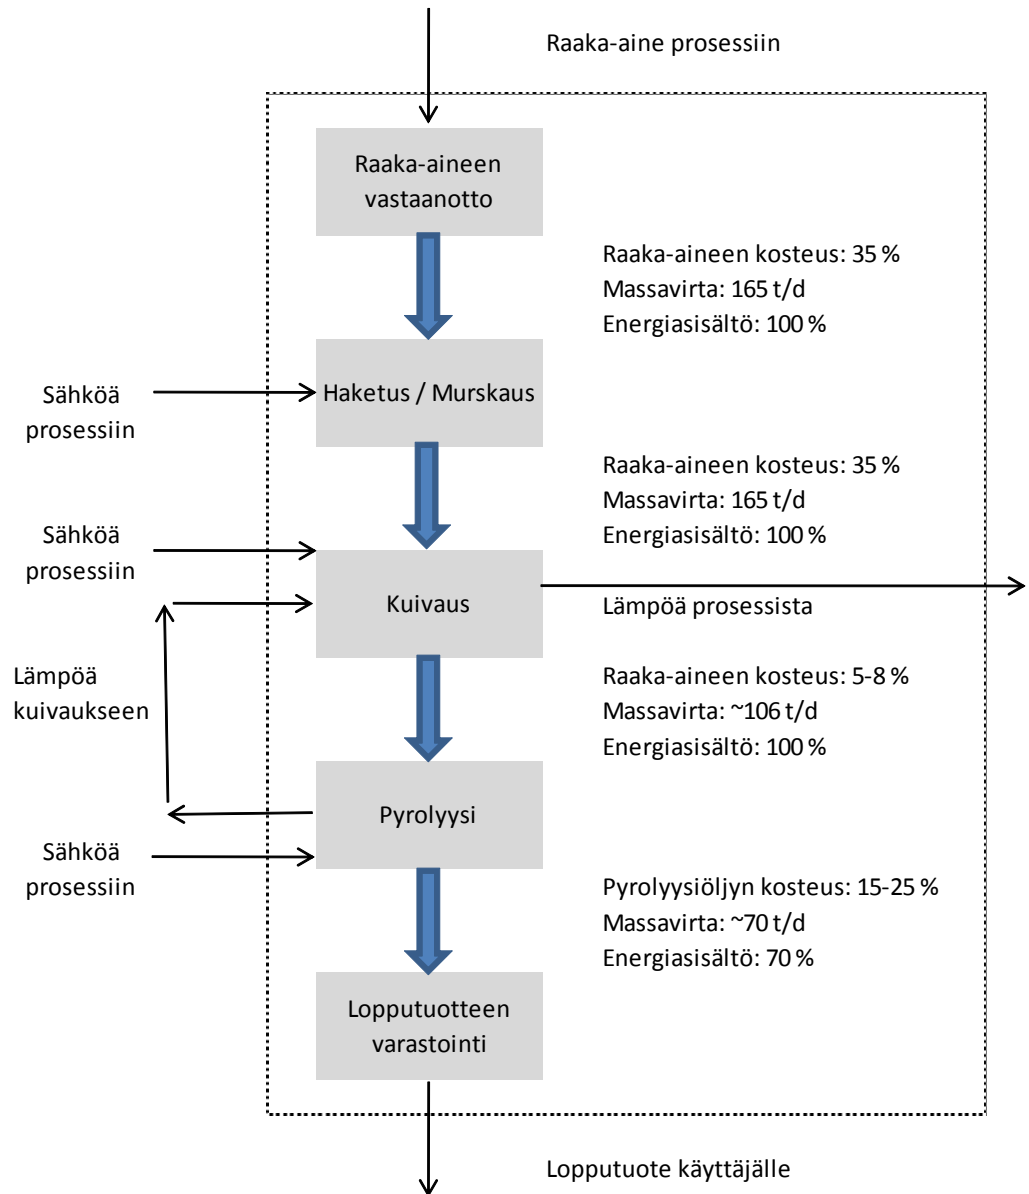 Raaka-aine prosessiin
Raaka-aineen
vastaanotto
Raaka-aineen kosteus: 35 %
Massavirta: 165 t/d
Energiasisältö: 100 %
Sähköä
prosessiin
Haketus / Murskaus
Raaka-aineen kosteus: 35 %
Massavirta: 165 t/d
Energiasisältö: 100 %
Sähköä
prosessiin
Kuivaus
Lämpöä prosessista
Lämpöä
kuivaukseen
Raaka-aineen kosteus: 5-8 %
Massavirta: ~106 t/d
Energiasisältö: 100 %
Pyrolyysi
Sähköä
prosessiin
Pyrolyysiöljyn kosteus: 15-25 %
Massavirta: ~70 t/d
Energiasisältö: 70 %
Lopputuotteen
varastointi
Lopputuote käyttäjälle